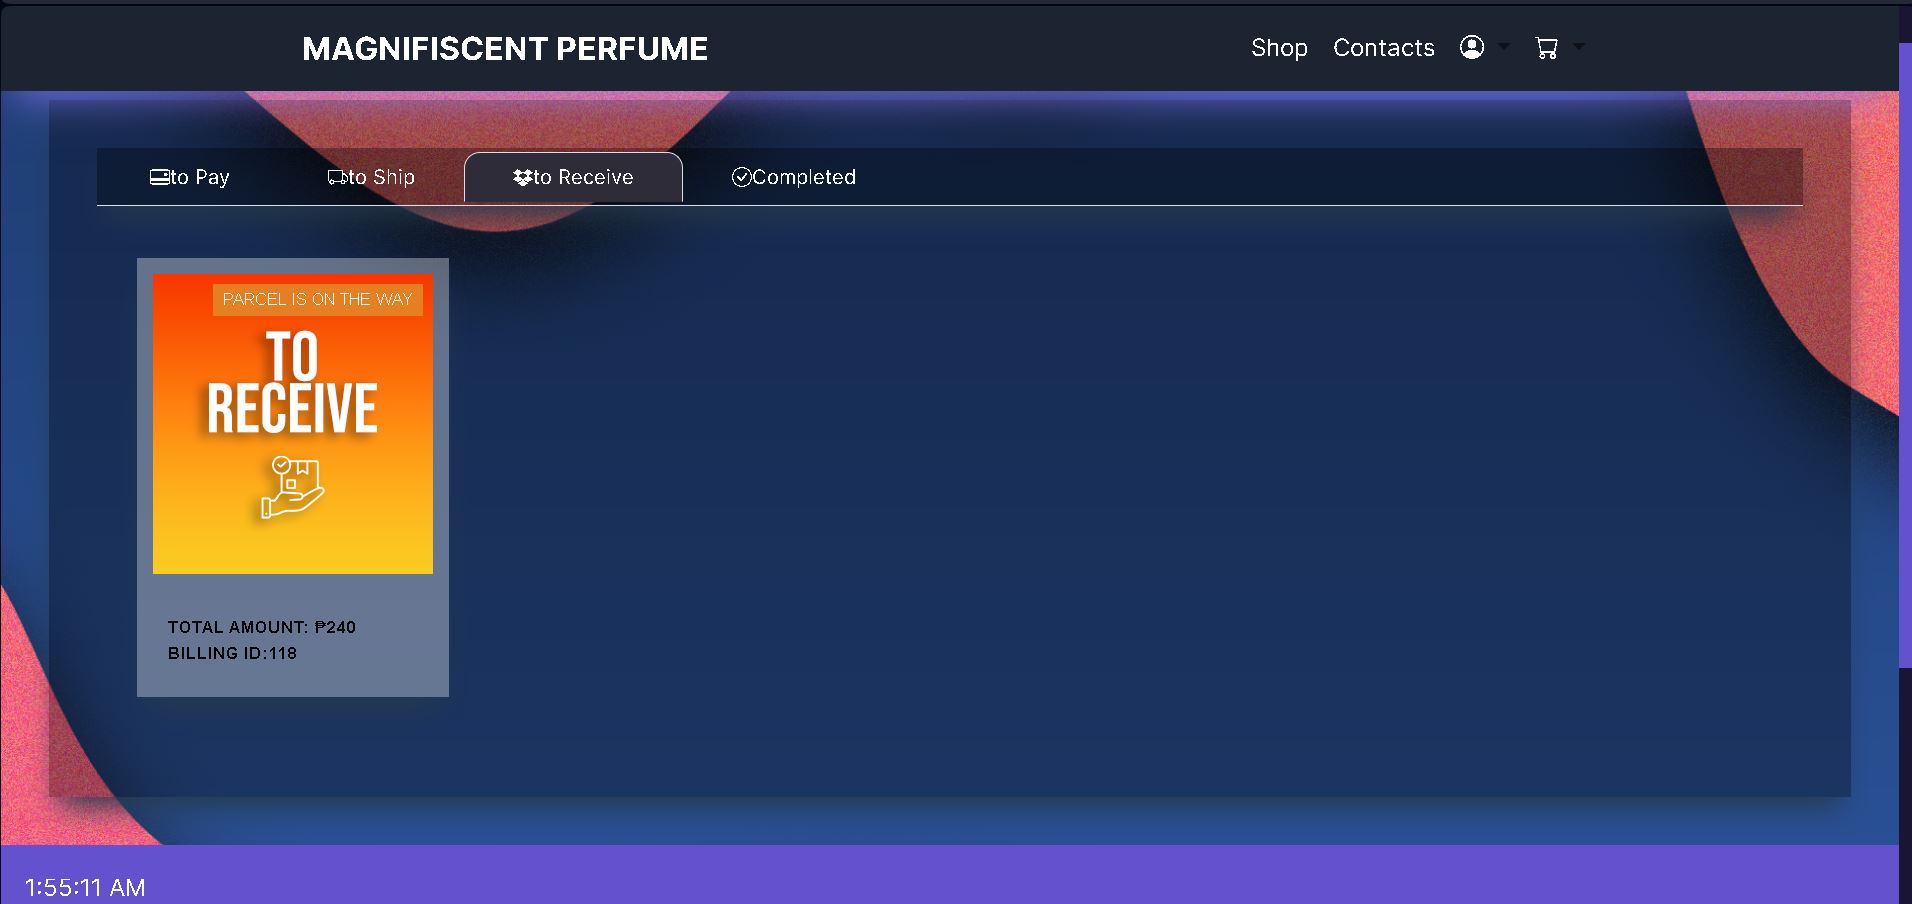 MAGNIFISCENT PERFUME
Shop Contacts
to Pay to Ship to Receive Completed
PARCEL IS ON THE WAY
TO
RECEIVE
TOTAL AMOUNT: ₱240
BILLING ID:118
1:55:11 AM